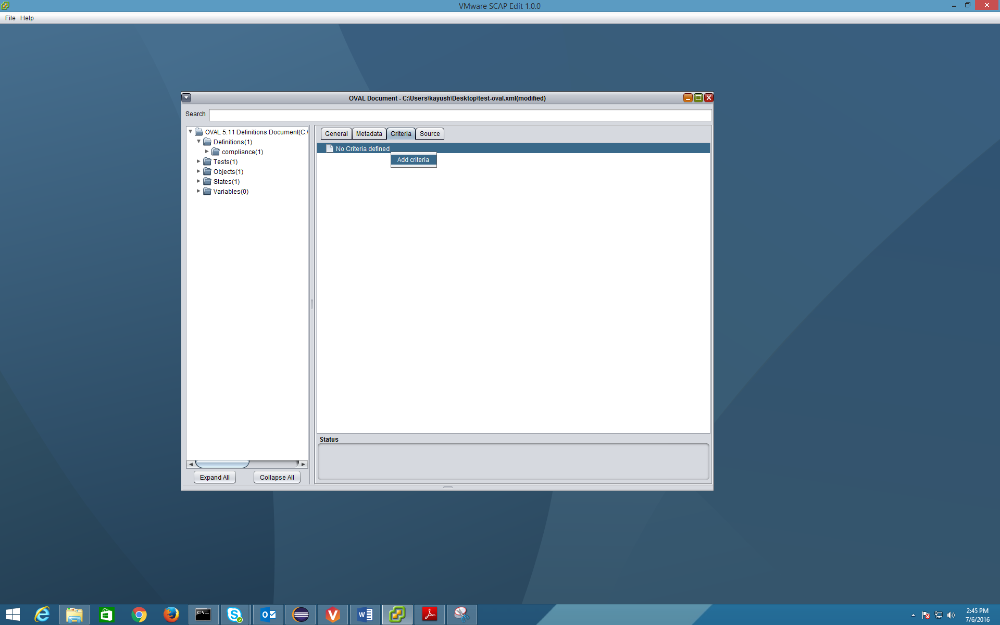 VMware SCAP Edit 1.0.0
File Help
OVAL Document - C:\Users\kayush\Desktop\test-oval.xml(modified)
Search
OVAL 5.11 Definitions Document(C:\
Definitions(1)
compliance(1)
Tests(1)
Objects(1)
States(1)
Variables(0)
General Metadata Criteria Source
No Criteria defined
Add criteria
Status
Expand All Collapse All
2:45 PM
7/6/2016